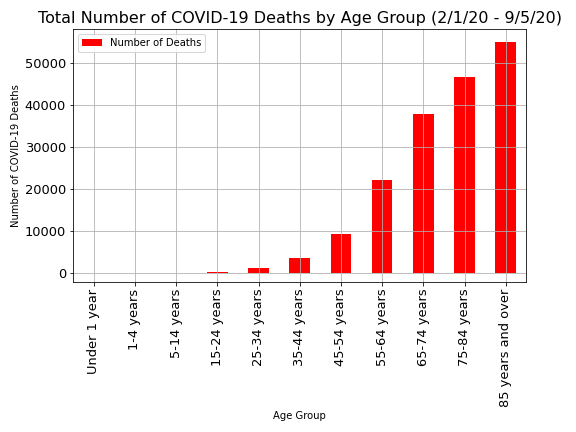 Total Number of COVID-19 Deaths by Age Group (2/1/20 - 9/5/20)
Number of Deaths
Number of COVID-19 Deaths
50000
40000
30000
20000
10000
0
Under 1 year
1-4 years
5-14 years
15-24 years
25-34 years
35-44 years
45-54 years
55-64 years
65-74 years
75-84 years
85 years and over
Age Group